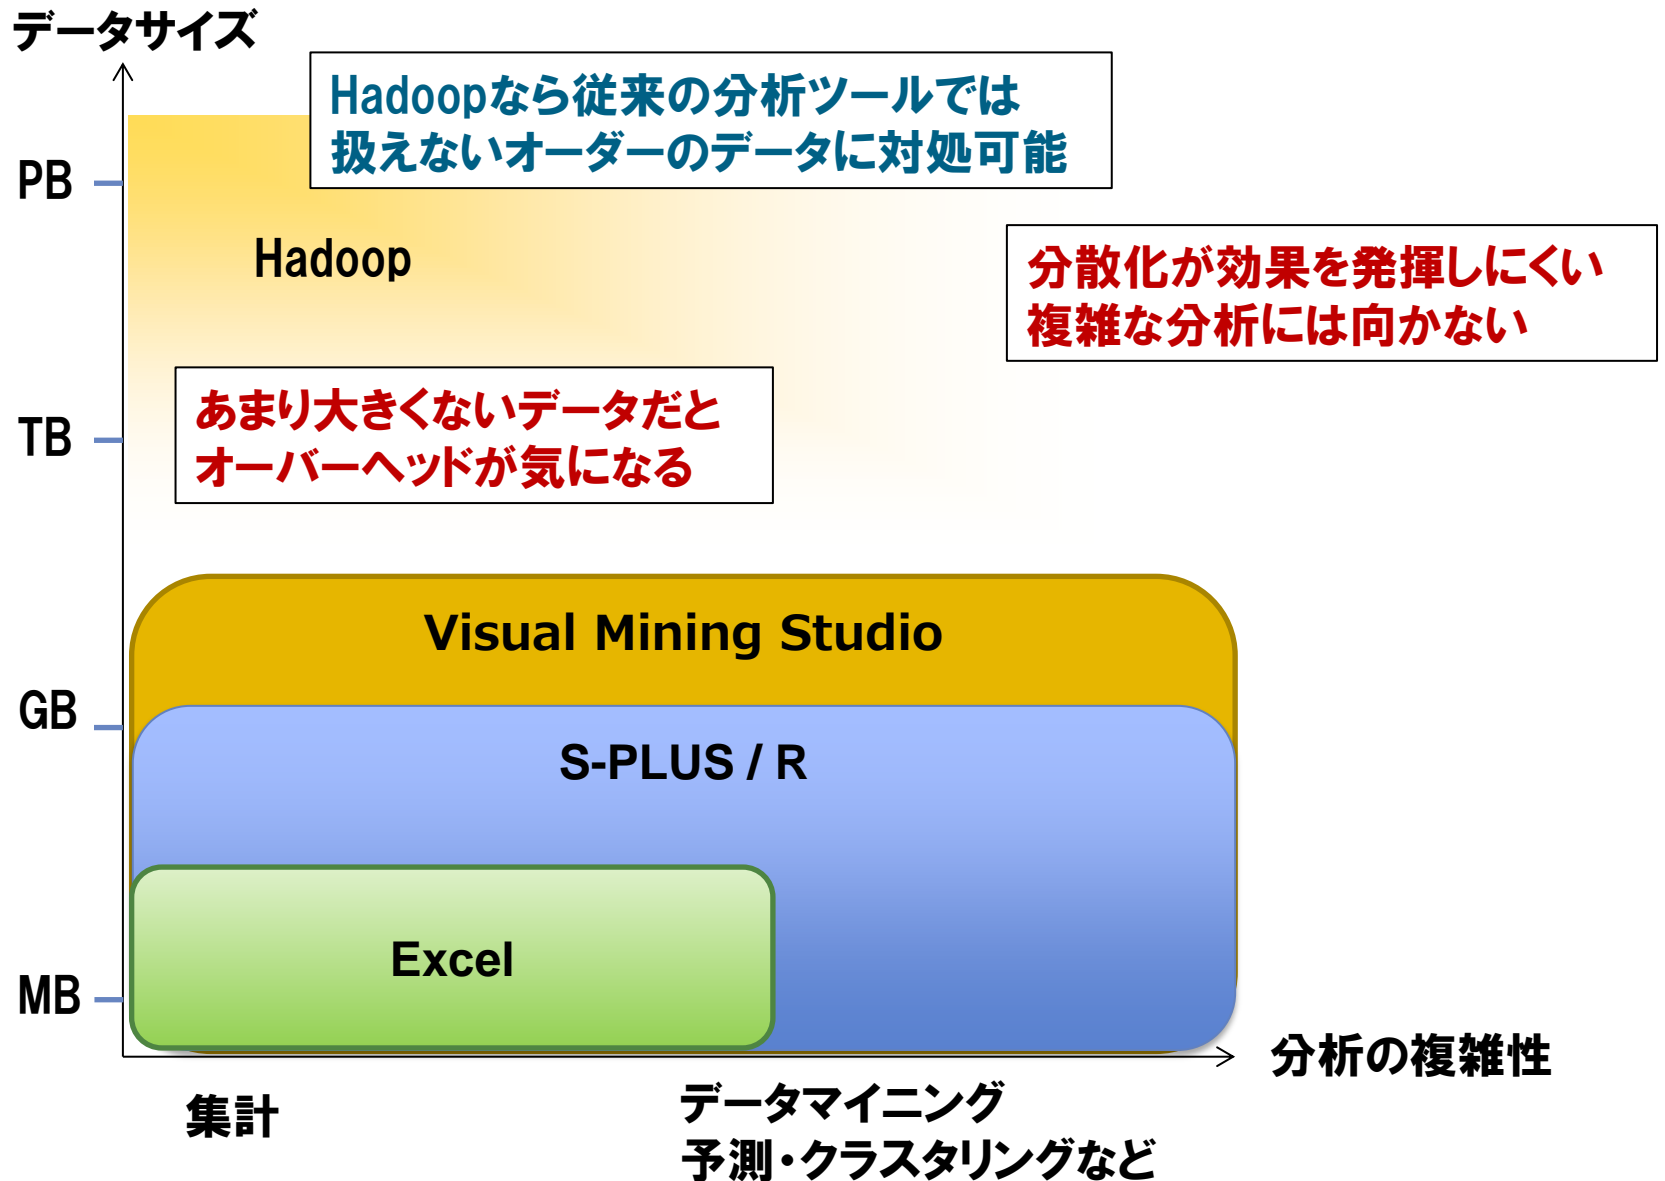 データサイズ
Hadoopなら従来の分析ツールでは
扱えないオーダーのデータに対処可能
PB
Hadoop
分散化が効果を発揮しにくい
複雑な分析には向かない
あまり大きくないデータだと
オーバーヘッドが気になる
TB
Visual Mining Studio
GB
S-PLUS / R
Excel
MB
分析の複雑性
集計
データマイニング
予測・クラスタリングなど